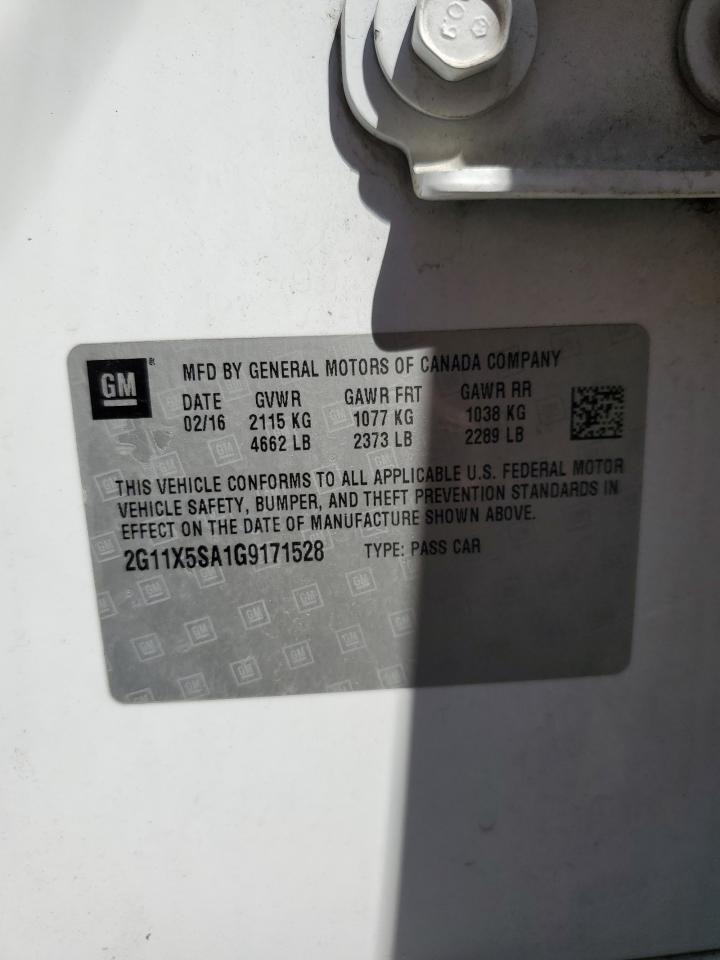 GM
MFD BY GENERAL MOTORS OF CANADA COMPANY
DATE GVWR GAWR FRT GAWR RR
02/16 2115 KG 1077 KG 1038 KG
4662 LB 2373 LB 2289 LB
THIS VEHICLE CONFORMS TO ALL APPLICABLE U.S. FEDERAL MOTOR
VEHICLE SAFETY, BUMPER, AND THEFT PREVENTION STANDARDS IN
EFFECT ON THE DATE OF MANUFACTURE SHOWN ABOVE.
2G11X5SA1G9171528 TYPE: PASS CAR